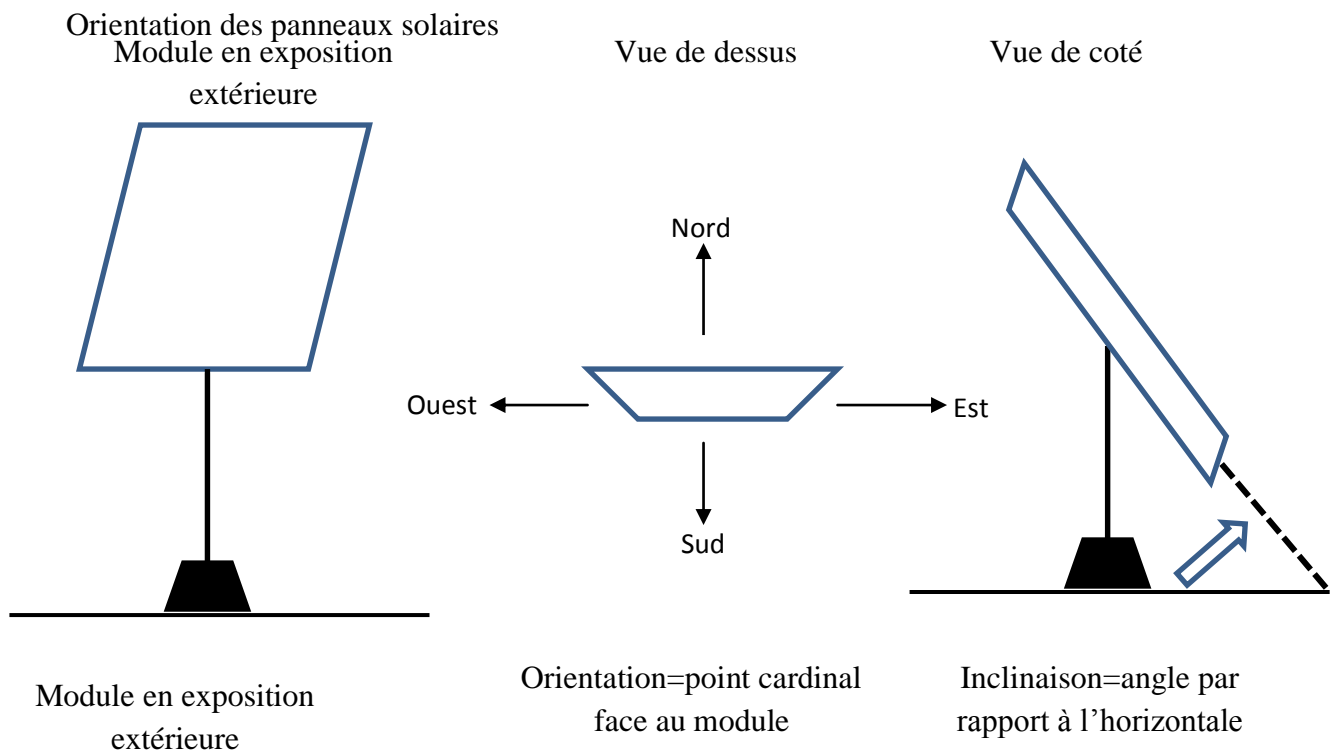 Orientation des panneaux solaires
Module en exposition
extérieure
Vue de dessus
Vue de coté
Nord
Ouest
Est
Sud
Module en exposition
extérieure
Orientation=point cardinal
face au module
Inclinaison=angle par
rapport à l’horizontale